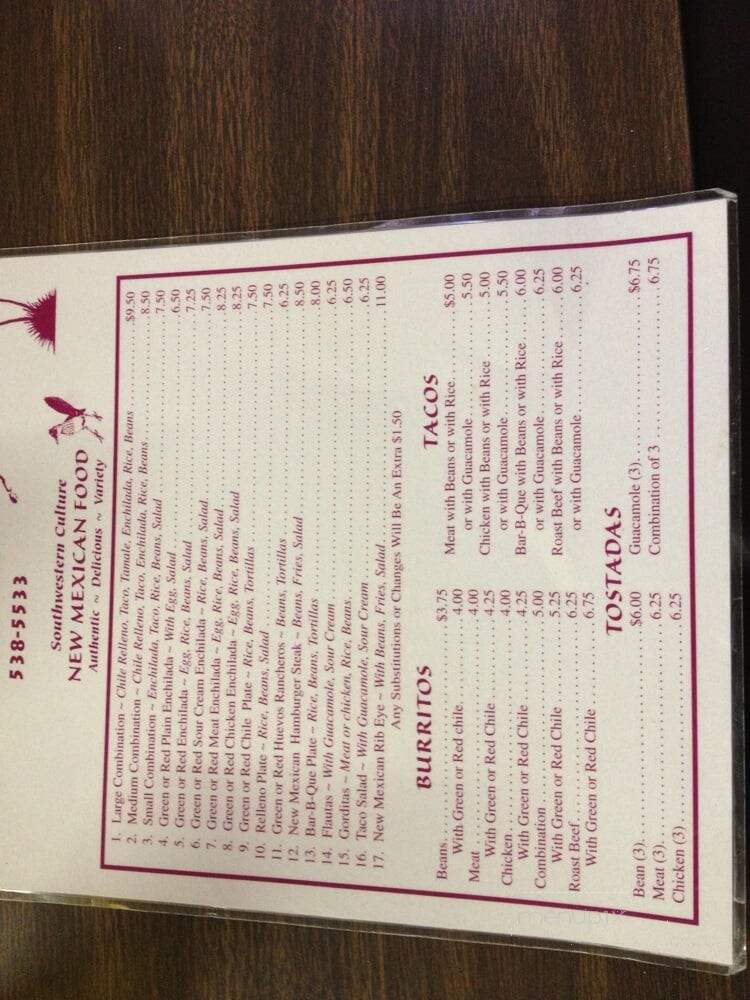 538-5533
Southwestern Culture
NEW MEXICAN FOOD
Authentic ~ Delicious ~ Variety
1. Large Combination ~ Chile Relleno, Taco, Tamale, Enchilada, Rice, Beans $9.50
2. Medium Combination ~ Chile Relleno, Taco, Enchilada, Rice, Beans 8.50
3. Small Combination ~ Enchilada, Taco, Rice, Beans, Salad 7.50
4. Green or Red Plain Enchilada ~ With Egg, Salad 6.50
5. Green or Red Enchilada ~ Egg, Rice, Beans, Salad 7.25
6. Green or Red Sour Cream Enchilada ~ Rice, Beans, Salad 7.50
7. Green or Red Meat Enchilada ~ Egg, Rice, Beans, Salad 8.25
8. Green or Red Chicken Enchilada ~ Egg, Rice, Beans, Salad 8.25
9. Green or Red Chile Plate ~ Rice, Beans, Tortillas 7.50
10. Relleno Plate ~ Rice, Beans, Salad 7.50
11. Green or Red Huevos Rancheros ~ Beans, Tortillas 6.25
12. New Mexican Hamburger Steak ~ Beans, Fries, Salad 8.50
13. Bar-B-Que Plate ~ Rice, Beans, Tortillas 8.00
14. Flautas ~ With Guacamole, Sour Cream 6.25
15. Gorditas ~ Meat or chicken, Rice, Beans 6.50
16. Taco Salad ~ With Guacamole, Sour Cream 6.25
17. New Mexican Rib Eye ~ With Beans, Fries, Salad 11.00
Any Substitutions or Changes Will Be An Extra $1.50
BURRITOS
Beans $3.75
With Green or Red chile 4.00
Meat 4.00
With Green or Red Chile 4.25
Chicken 4.00
With Green or Red Chile 4.25
Combination 5.00
With Green or Red Chile 5.25
Roast Beef 6.25
With Green or Red Chile 6.75
TACOS
Meat with Beans or with Rice $5.00
or with Guacamole 5.50
Chicken with Beans or with Rice 5.00
or with Guacamole 5.50
Bar-B-Que with Beans or with Rice 6.00
or with Guacamole 6.25
Roast Beef with Beans or with Rice 6.00
or with Guacamole 6.25
TOSTADAS
Bean (3) $6.00
Meat (3) 6.25
Chicken (3) 6.25
Guacamole (3) $6.75
Combination of 3 6.75